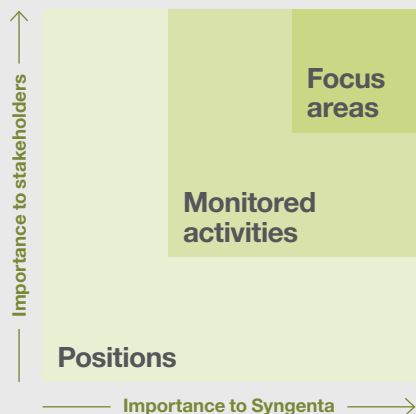 Importance to stakeholders
Focus
areas
Monitored
activities
Positions
Importance to Syngenta